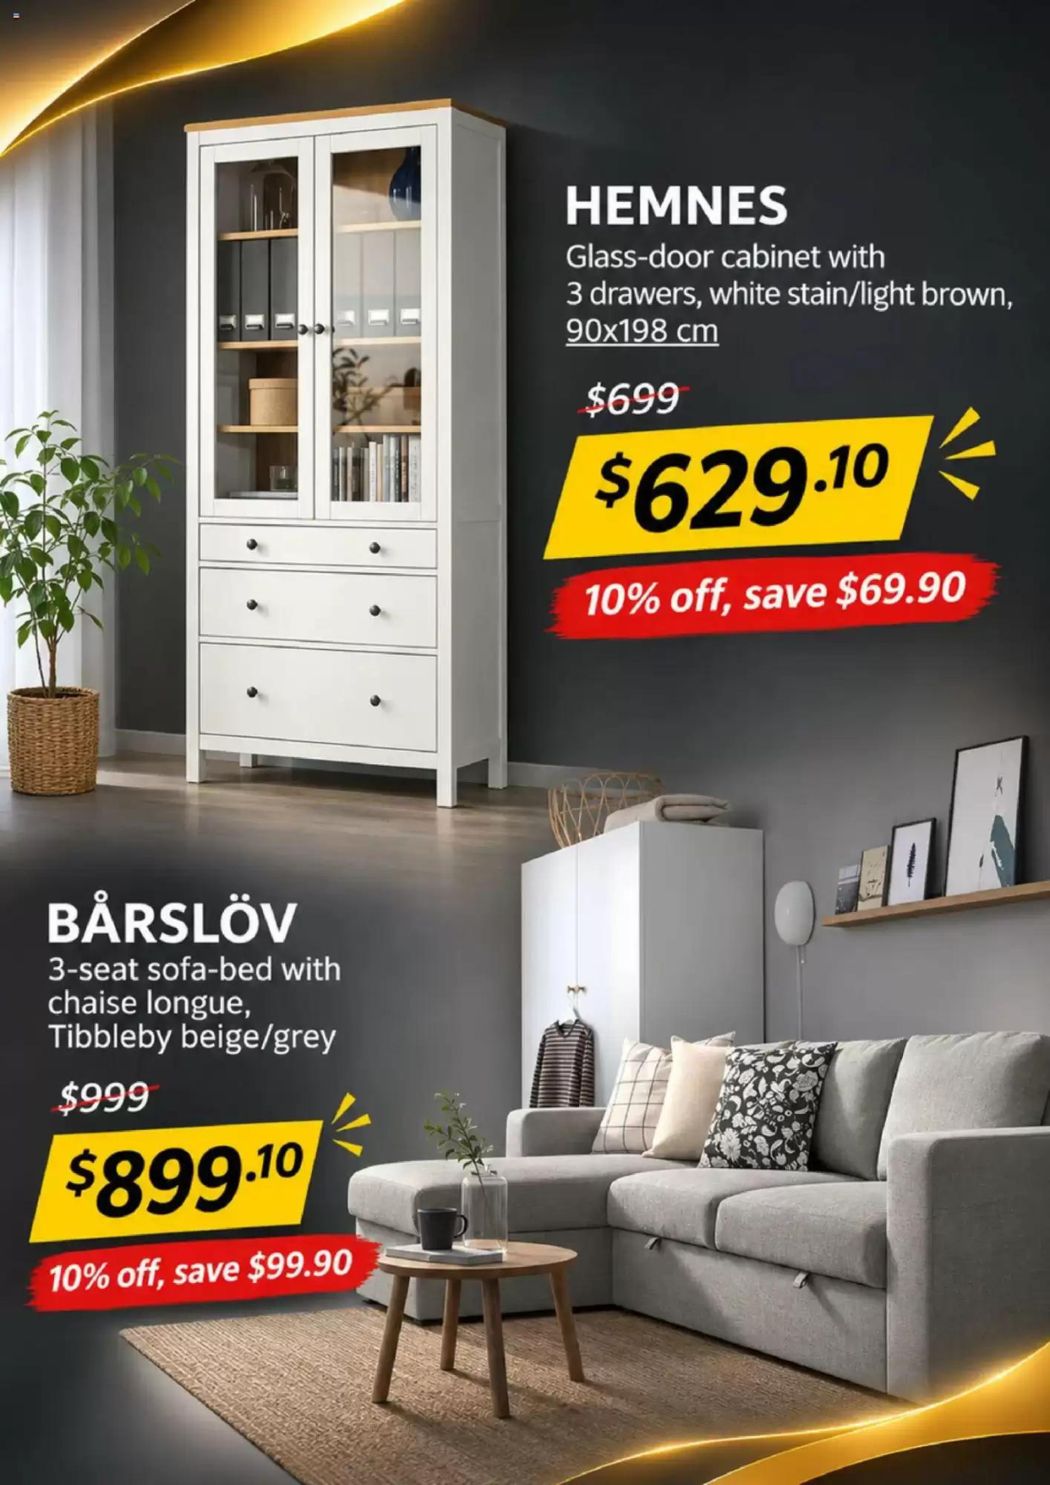 HEMNES
Glass-door cabinet with
3 drawers, white stain/light brown,
90x198 cm
$699
$629.10
10% off, save $69.90
BÅRSLÖV
3-seat sofa-bed with
chaise longue,
Tibbleby beige/grey
$999
$899.10
10% off, save $99.90